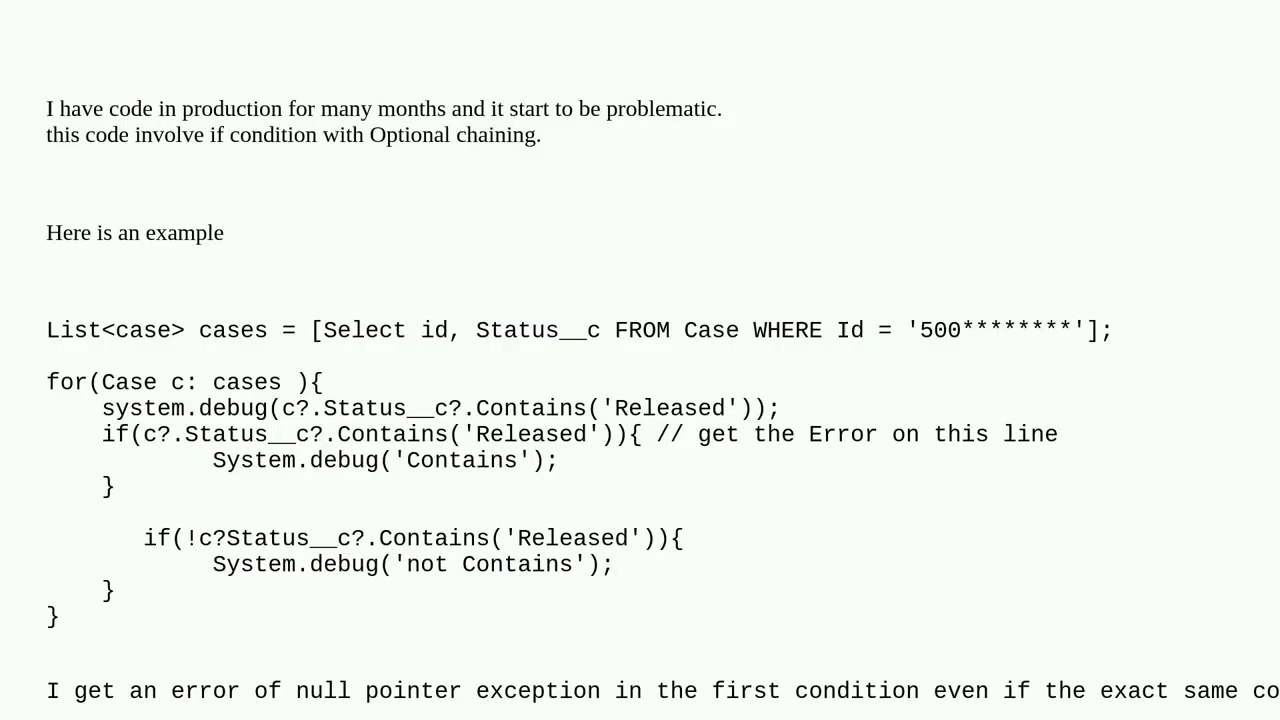 I have code in production for many months and it start to be problematic.
this code involve if condition with Optional chaining.
Here is an example
List<case> cases = [Select id, Status__c FROM Case WHERE Id = '500********'];
for(Case c: cases ){
    system.debug(c?.Status__c?.Contains('Released'));
    if(c?.Status__c?.Contains('Released')){ // get the Error on this line
            System.debug('Contains');
    }
       if(!c?Status__c?.Contains('Released')){
            System.debug('not Contains');
    }
}
I get an error of null pointer exception in the first condition even if the exact same